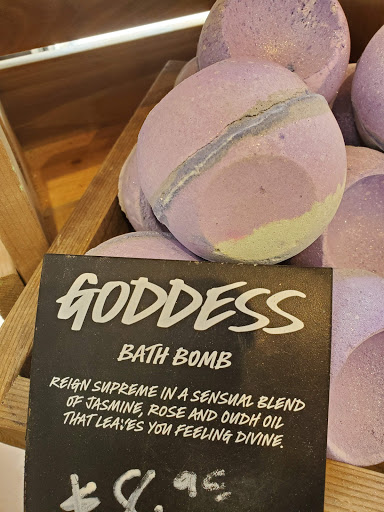 GODDESS
BATH BOMB
REIGN SUPREME IN A SENSUAL BLEND
OF JASMINE, ROSE AND OUDH OIL
THAT LEAVES YOU FEELING DIVINE.
$8.95